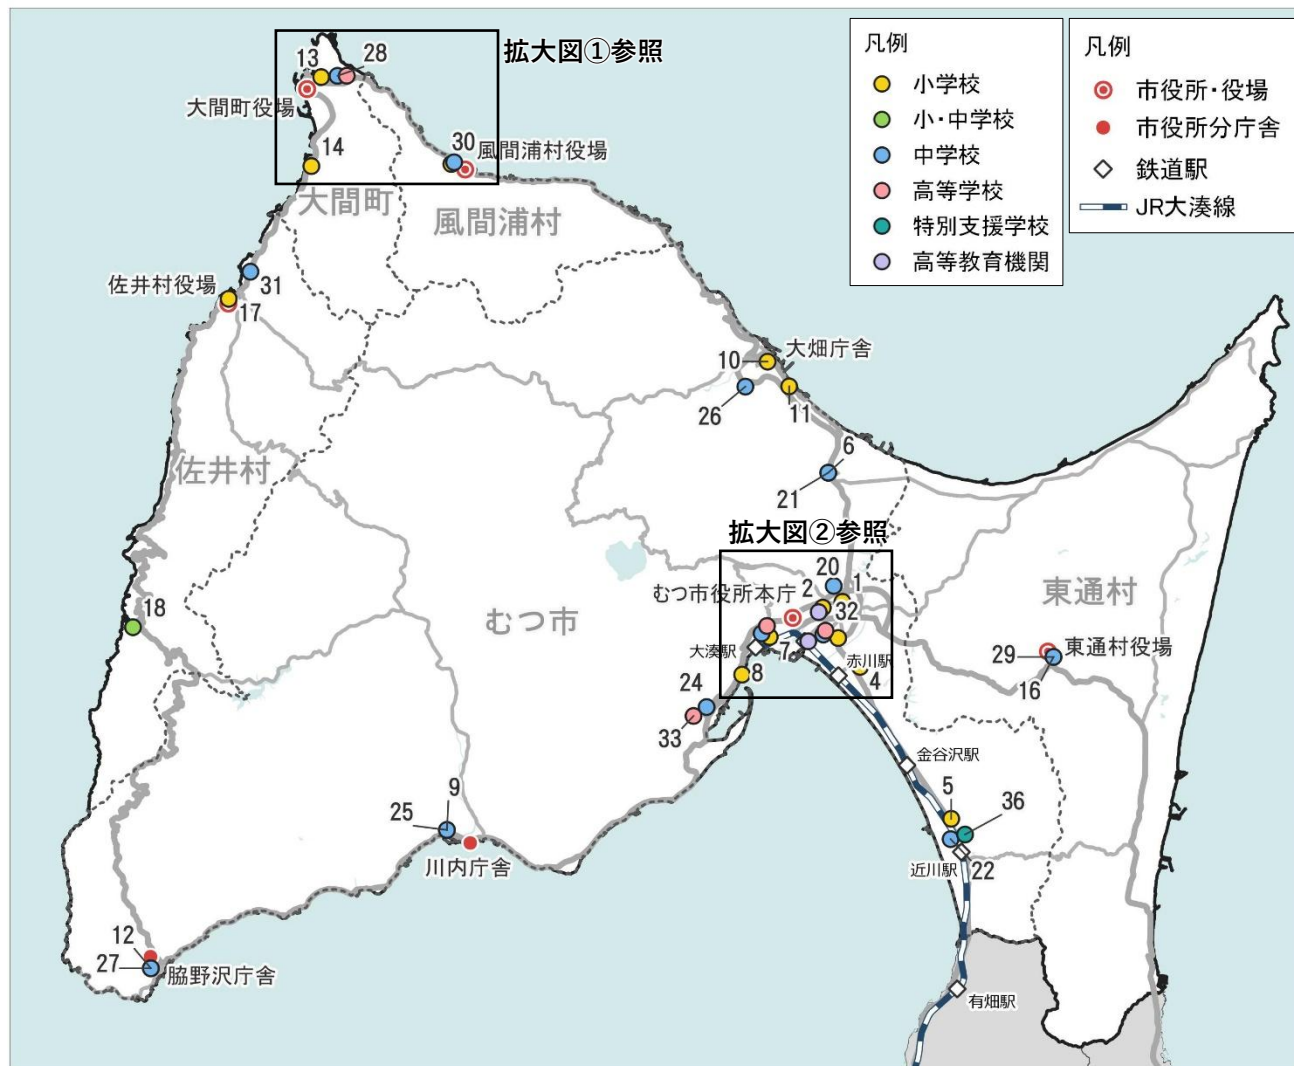 凡例
小学校
小・中学校
中学校
高等学校
特別支援学校
高等教育機関
凡例
市役所・役場
市役所分庁舎
鉄道駅
JR大湊線
拡大図①参照
13
28
大間町役場
14
30
風間浦村役場
大間町
風間浦村
佐井村役場
31
17
10
大畑庁舎
26
11
6
21
佐井村
拡大図②参照
20
2
1
むつ市役所本庁
32
東通村
むつ市
18
大湊駅
7
赤川駅
4
8
29
東通村役場
16
24
33
金谷沢駅
5
36
9
25
川内庁舎
近川駅
22
12
27
脇野沢庁舎
有畑駅